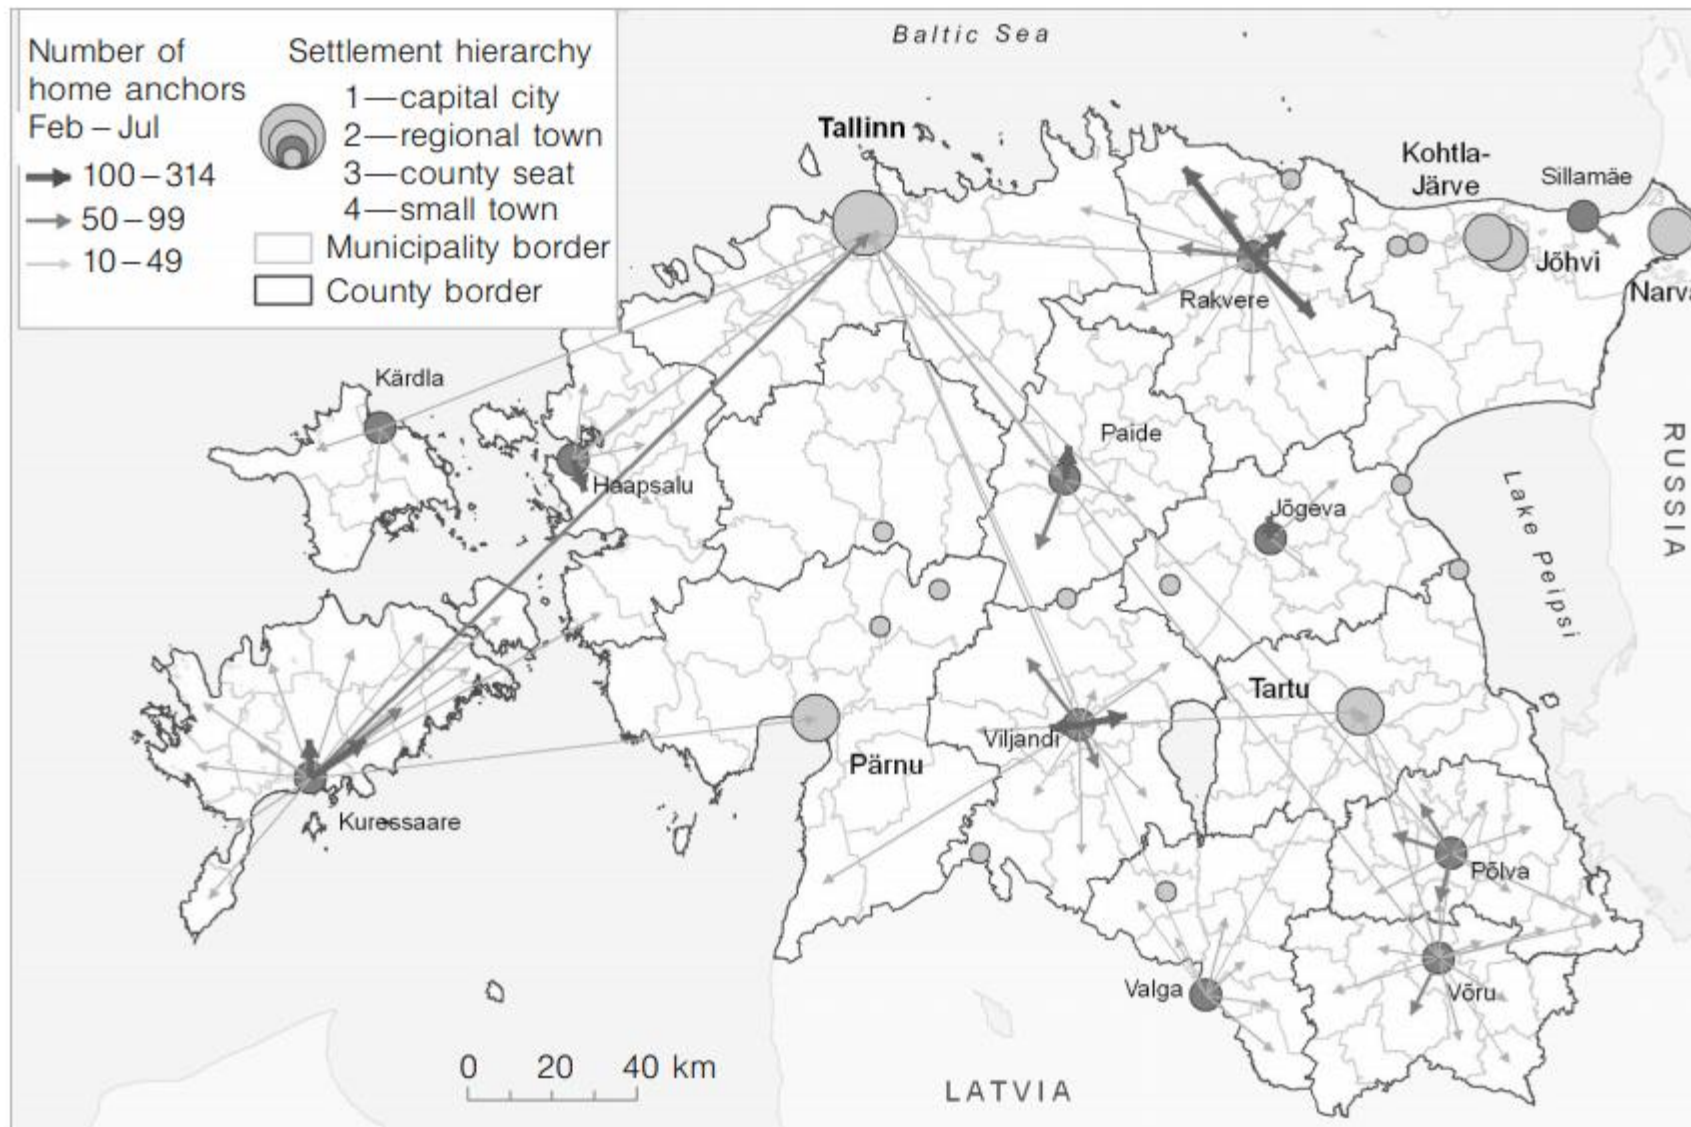 Number of
home anchors
Feb – Jul
100 – 314
50 – 99
10 – 49
Settlement hierarchy
1—capital city
2—regional town
3—county seat
4—small town
Municipality border
County border
Baltic Sea
Tallinn
Kohtla-
Järve
Sillamäe
Jõhvi
Narva
Rakvere
Kärdla
Haapsalu
Paide
Jõgeva
Lake Peipsi
RUSSIA
Tartu
Viljandi
Pärnu
Kuressaare
Põlva
Valga
Võru
0 20 40 km
LATVIA